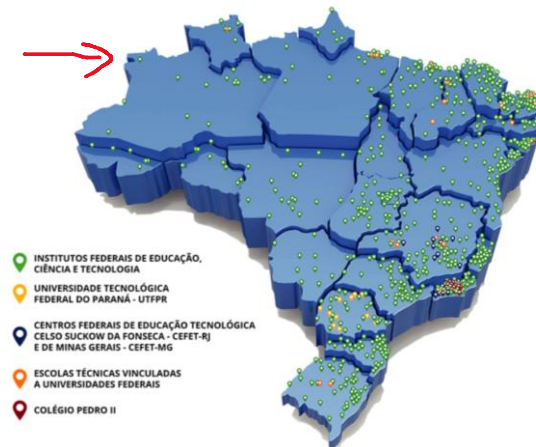 INSTITUTOS FEDERAIS DE EDUCAÇÃO,
CIÊNCIA E TECNOLOGIA
UNIVERSIDADE TECNOLÓGICA
FEDERAL DO PARANÁ - UTFPR
CENTROS FEDERAIS DE EDUCAÇÃO TECNOLÓGICA
CELSO SUCKOW DA FONSECA - CEFET-RJ
E DE MINAS GERAIS - CEFET-MG
ESCOLAS TÉCNICAS VINCULADAS
A UNIVERSIDADES FEDERAIS
COLÉGIO PEDRO II